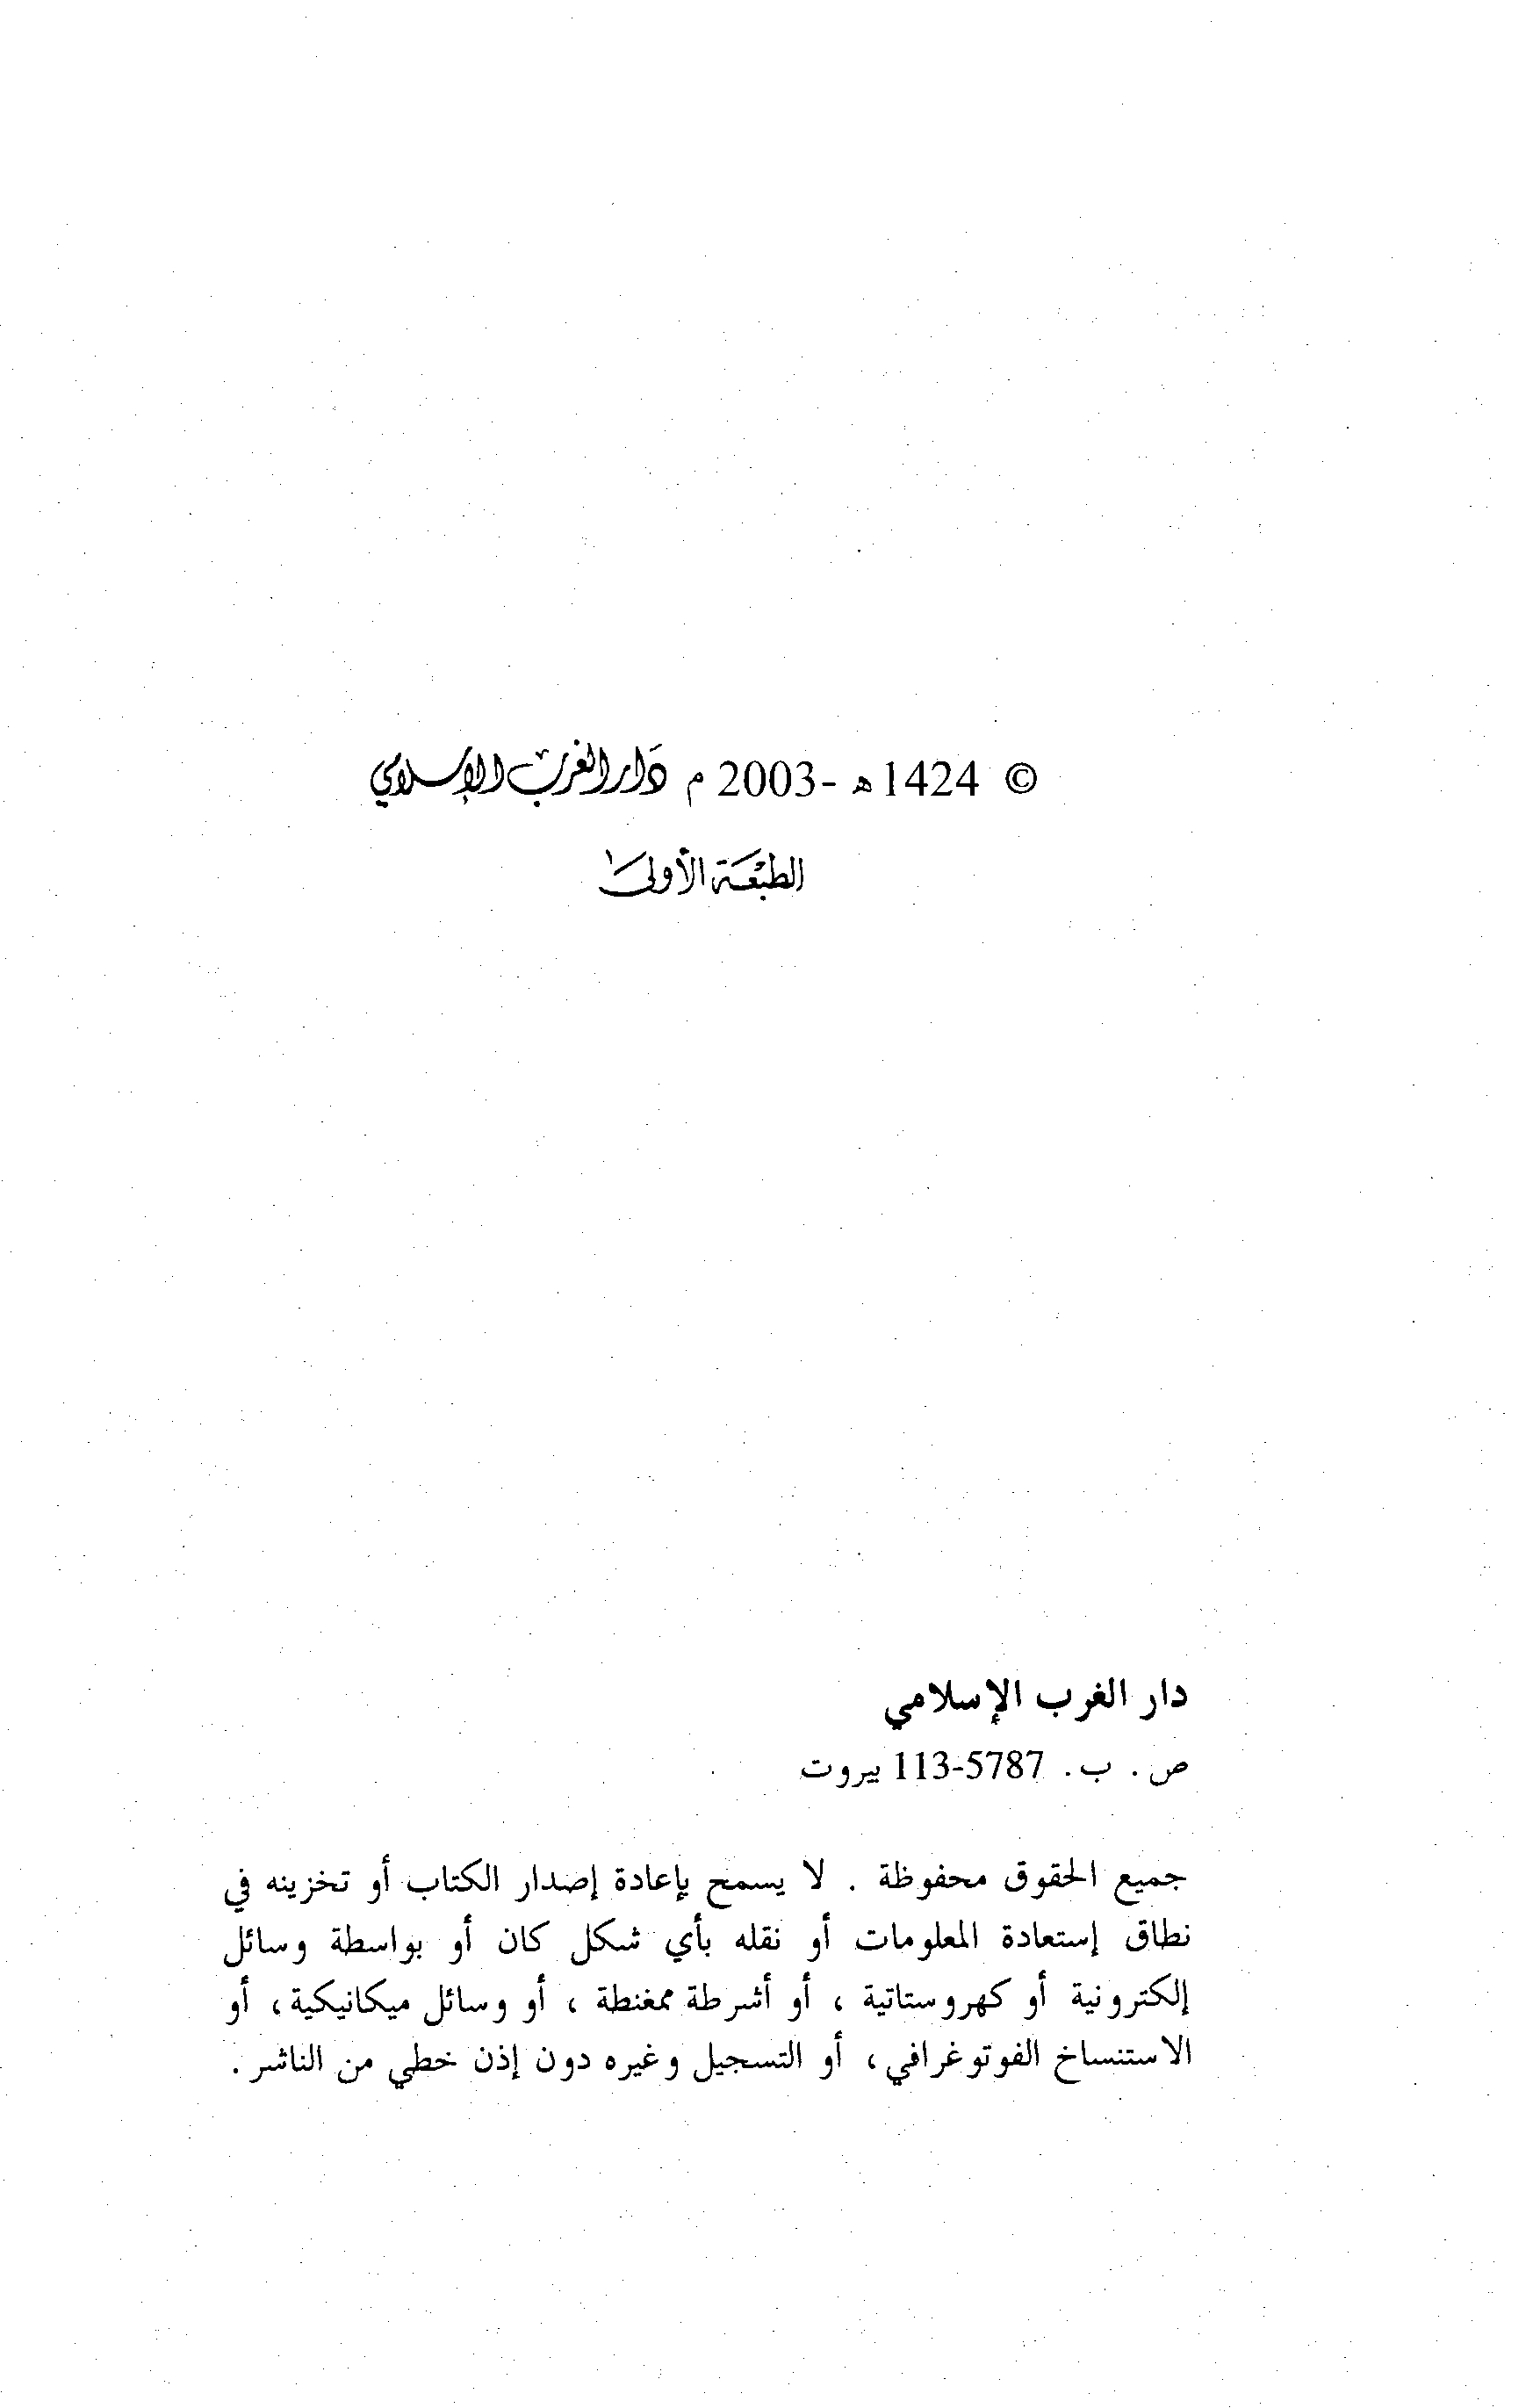 © 1424 هـ -2003 م دَار الغرب الإسلامي
الطبعَة الأولى
دار الغرب الإسلامي
ص . ب . 5787-113 بيروت
جميع الحقوق محفوظة . لا يسمح بإعادة إصدار الكتاب أو تخزينه في
نطاق إستعادة المعلومات أو نقله بأي شكل كان أو بواسطة وسائل
إلكترونية أو كهروستاتية ، أو أشرطة ممغنطة ، أو وسائل ميكانيكية، أو
الاستنساخ الفوتوغرافي، أو التسجيل وغيره دون إذن خطي من الناشر .